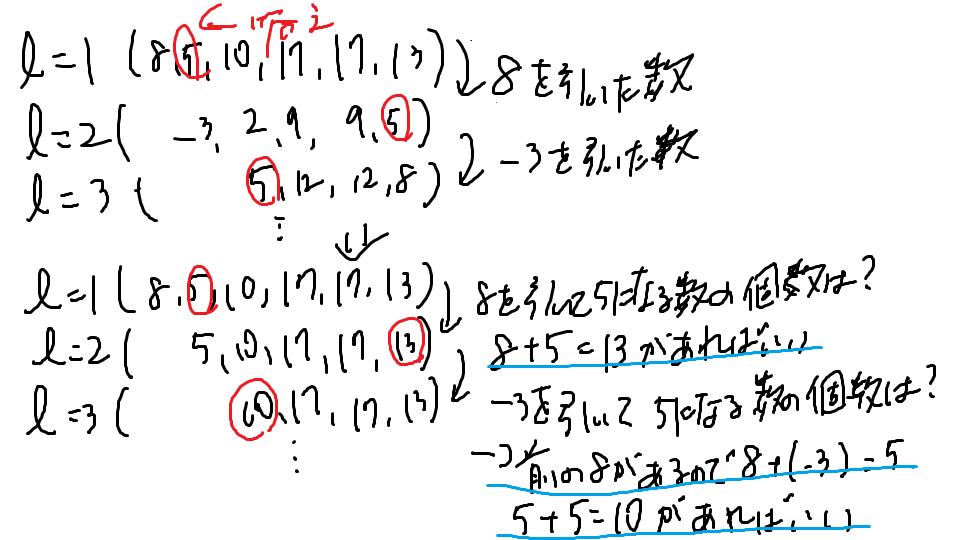 l=1 (8,5,10,17,17,13) 8を引いた数
l=2( -3, 2,9, 9,5) -3を引いた数
l=3 ( 5,12,12,8)
⋮
l=1(8,5,10,17,17,13) 8を引いて5になる数の個数は?
l=2( 5,10,17,17,13) 8+5=13があればいい
l=3( 10,17,17,13) -3を引いて5になる数の個数は?
⋮
前の8があるので8+(-3)=5
5+5=10があればいい